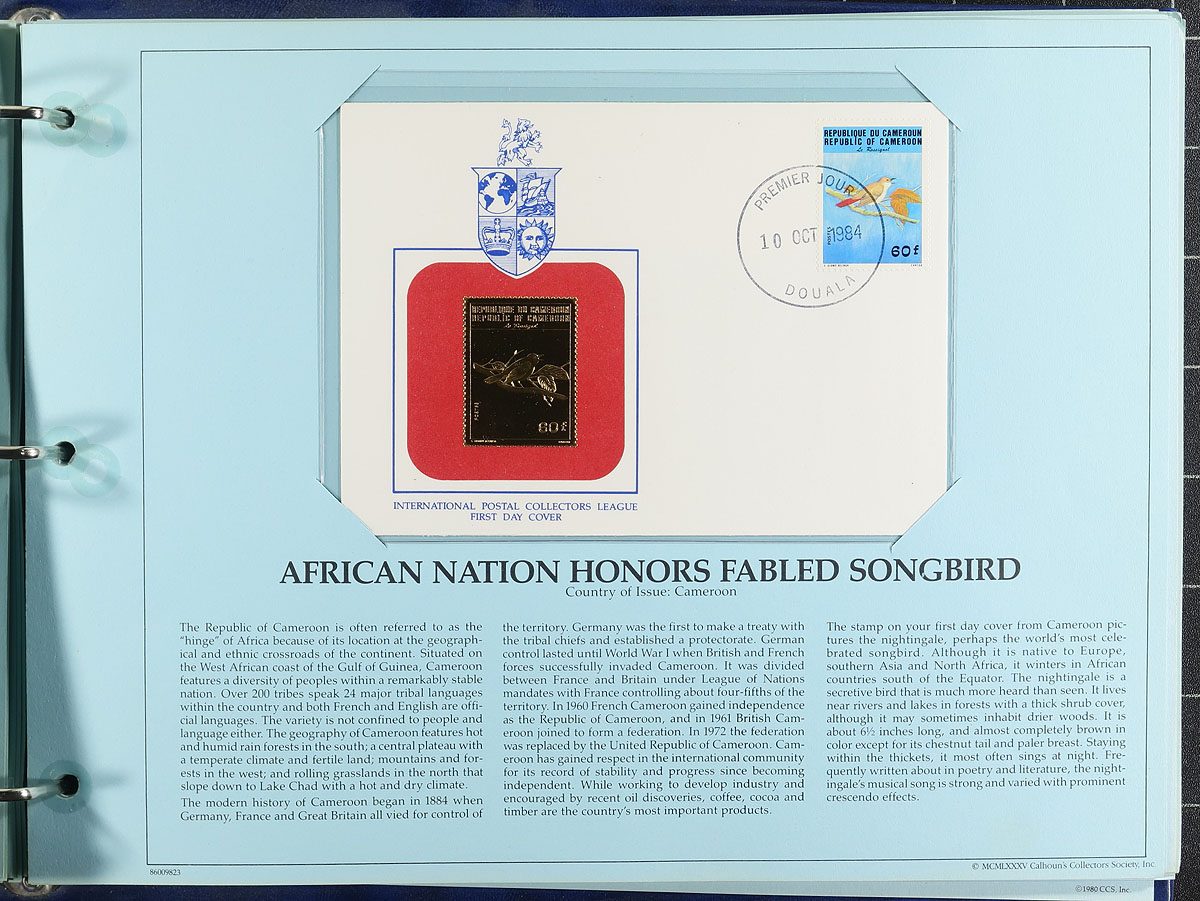 REPUBLIQUE DU CAMEROUN
REPUBLIC OF CAMEROON
Le Rossignol
POSTES
60f
PREMIER JOUR
10 OCT 1984
DOUALA
REPUBLIQUE DU CAMEROUN
REPUBLIC OF CAMEROON
Le Rossignol
POSTES
60f
INTERNATIONAL POSTAL COLLECTORS LEAGUE
FIRST DAY COVER
AFRICAN NATION HONORS FABLED SONGBIRD
Country of Issue: Cameroon
The Republic of Cameroon is often referred to as the
"hinge" of Africa because of its location at the geograph-
ical and ethnic crossroads of the continent. Situated on
the West African coast of the Gulf of Guinea, Cameroon
features a diversity of peoples within a remarkably stable
nation. Over 200 tribes speak 24 major tribal languages
within the country and both French and English are offi-
cial languages. The variety is not confined to people and
language either. The geography of Cameroon features hot
and humid rain forests in the south; a central plateau with
a temperate climate and fertile land; mountains and for-
ests in the west; and rolling grasslands in the north that
slope down to Lake Chad with a hot and dry climate.
The modern history of Cameroon began in 1884 when
Germany, France and Great Britain all vied for control of
the territory. Germany was the first to make a treaty with
the tribal chiefs and established a protectorate. German
control lasted until World War I when British and French
forces successfully invaded Cameroon. It was divided
between France and Britain under League of Nations
mandates with France controlling about four-fifths of the
territory. In 1960 French Cameroon gained independence
as the Republic of Cameroon, and in 1961 British Cam-
eroon joined to form a federation. In 1972 the federation
was replaced by the United Republic of Cameroon. Cam-
eroon has gained respect in the international community
for its record of stability and progress since becoming
independent. While working to develop industry and
encouraged by recent oil discoveries, coffee, cocoa and
timber are the country's most important products.
The stamp on your first day cover from Cameroon pic-
tures the nightingale, perhaps the world's most cele-
brated songbird. Although it is native to Europe,
southern Asia and North Africa, it winters in African
countries south of the Equator. The nightingale is a
secretive bird that is much more heard than seen. It lives
near rivers and lakes in forests with a thick shrub cover,
although it may sometimes inhabit drier woods. It is
about 6½ inches long, and almost completely brown in
color except for its chestnut tail and paler breast. Staying
within the thickets, it most often sings at night. Fre-
quently written about in poetry and literature, the night-
ingale's musical song is strong and varied with prominent
crescendo effects.
86009823
© MCMLXXXV Calhoun's Collectors Society, Inc
©1980 CCS, Inc.